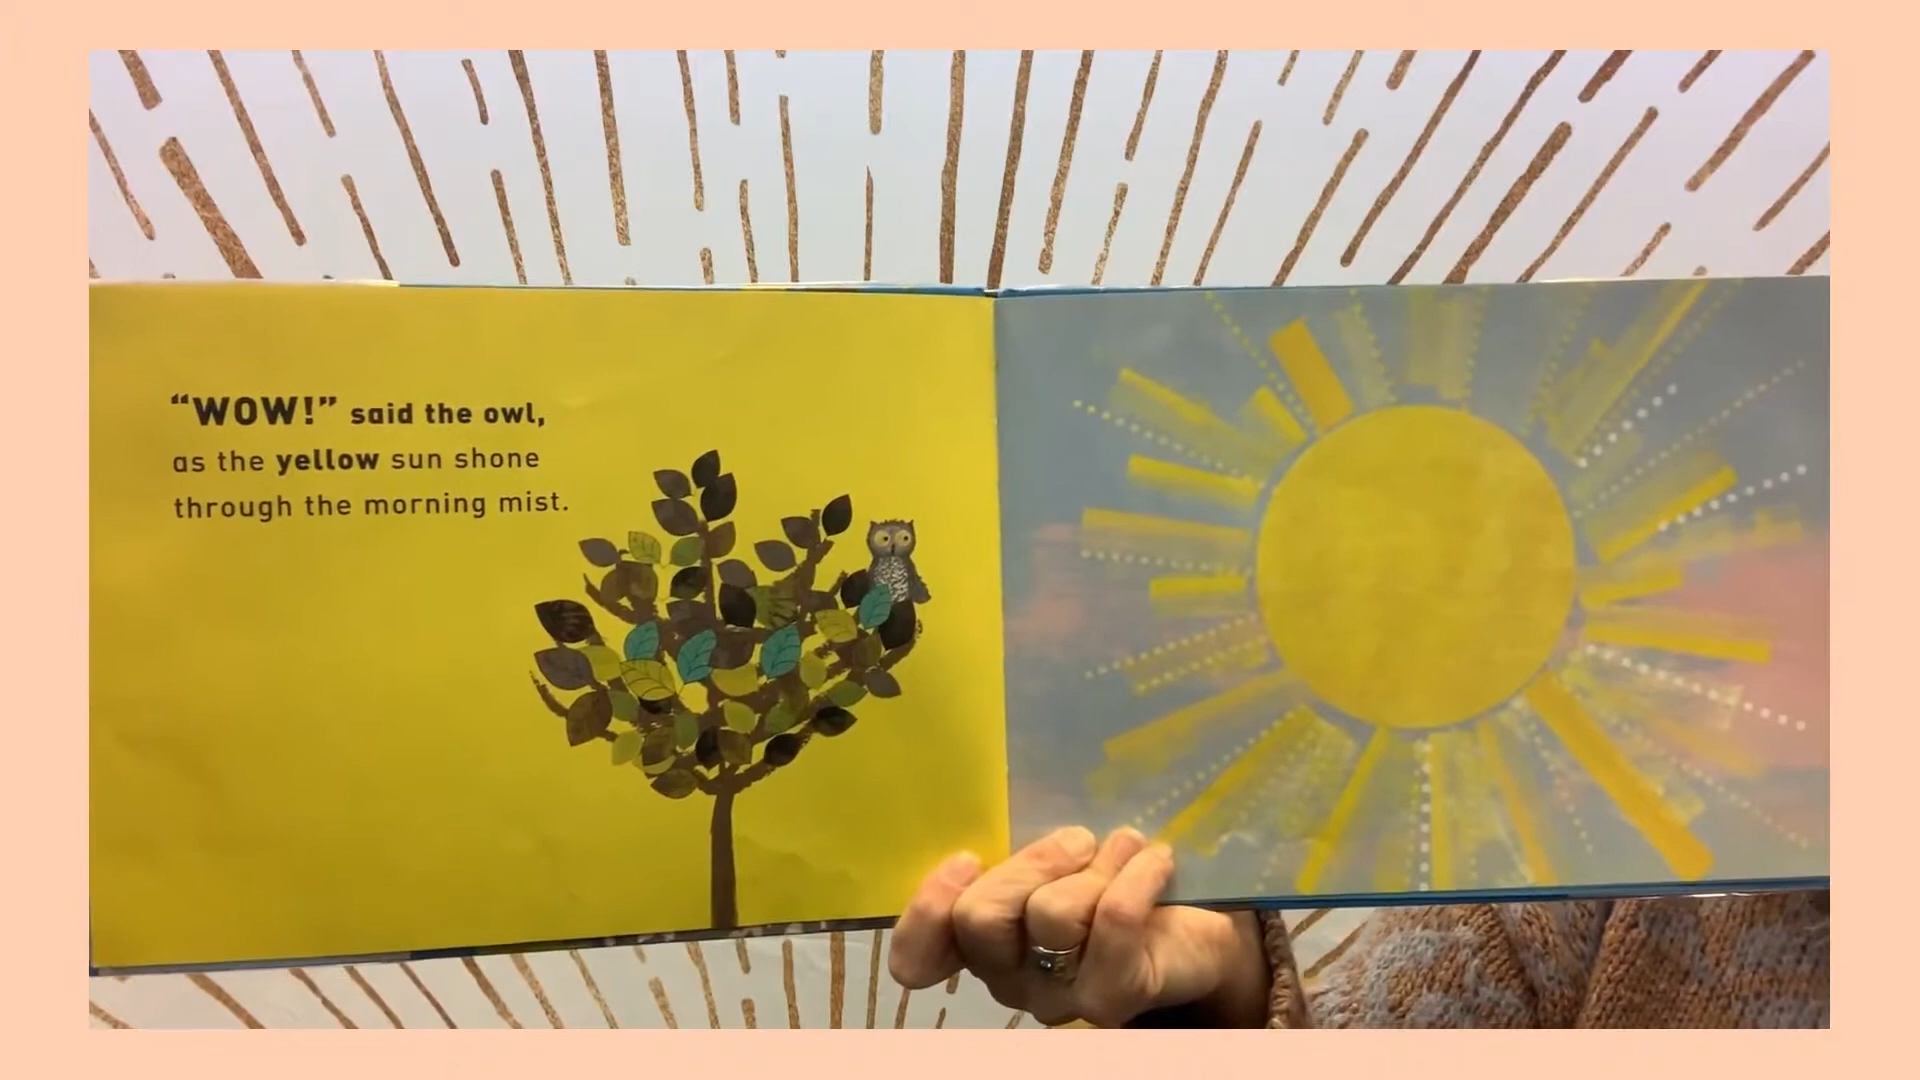 “WOW!” said the owl,
as the yellow sun shone
through the morning mist.